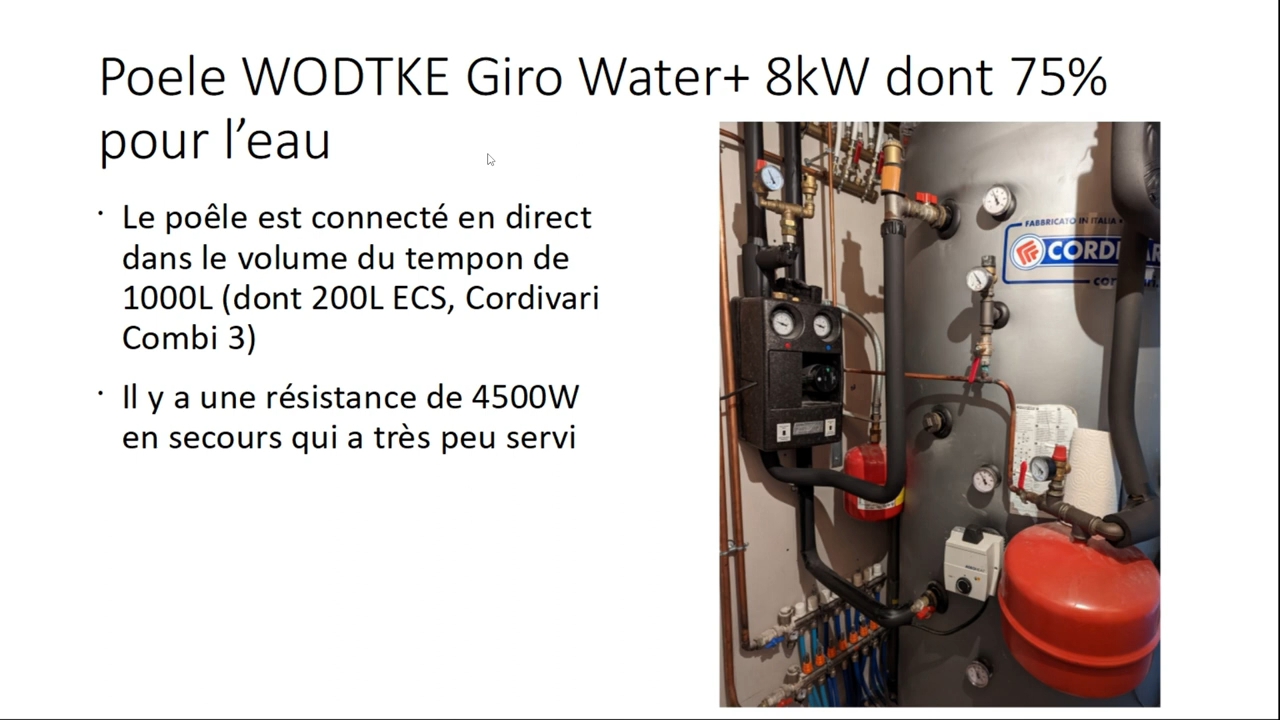 Poele WODTKE Giro Water+ 8kW dont 75%
pour l’eau
• Le poêle est connecté en direct
dans le volume du tempon de
1000L (dont 200L ECS, Cordivari
Combi 3)
• Il y a une résistance de 4500W
en secours qui a très peu servi
FABBRICATO IN ITALIA